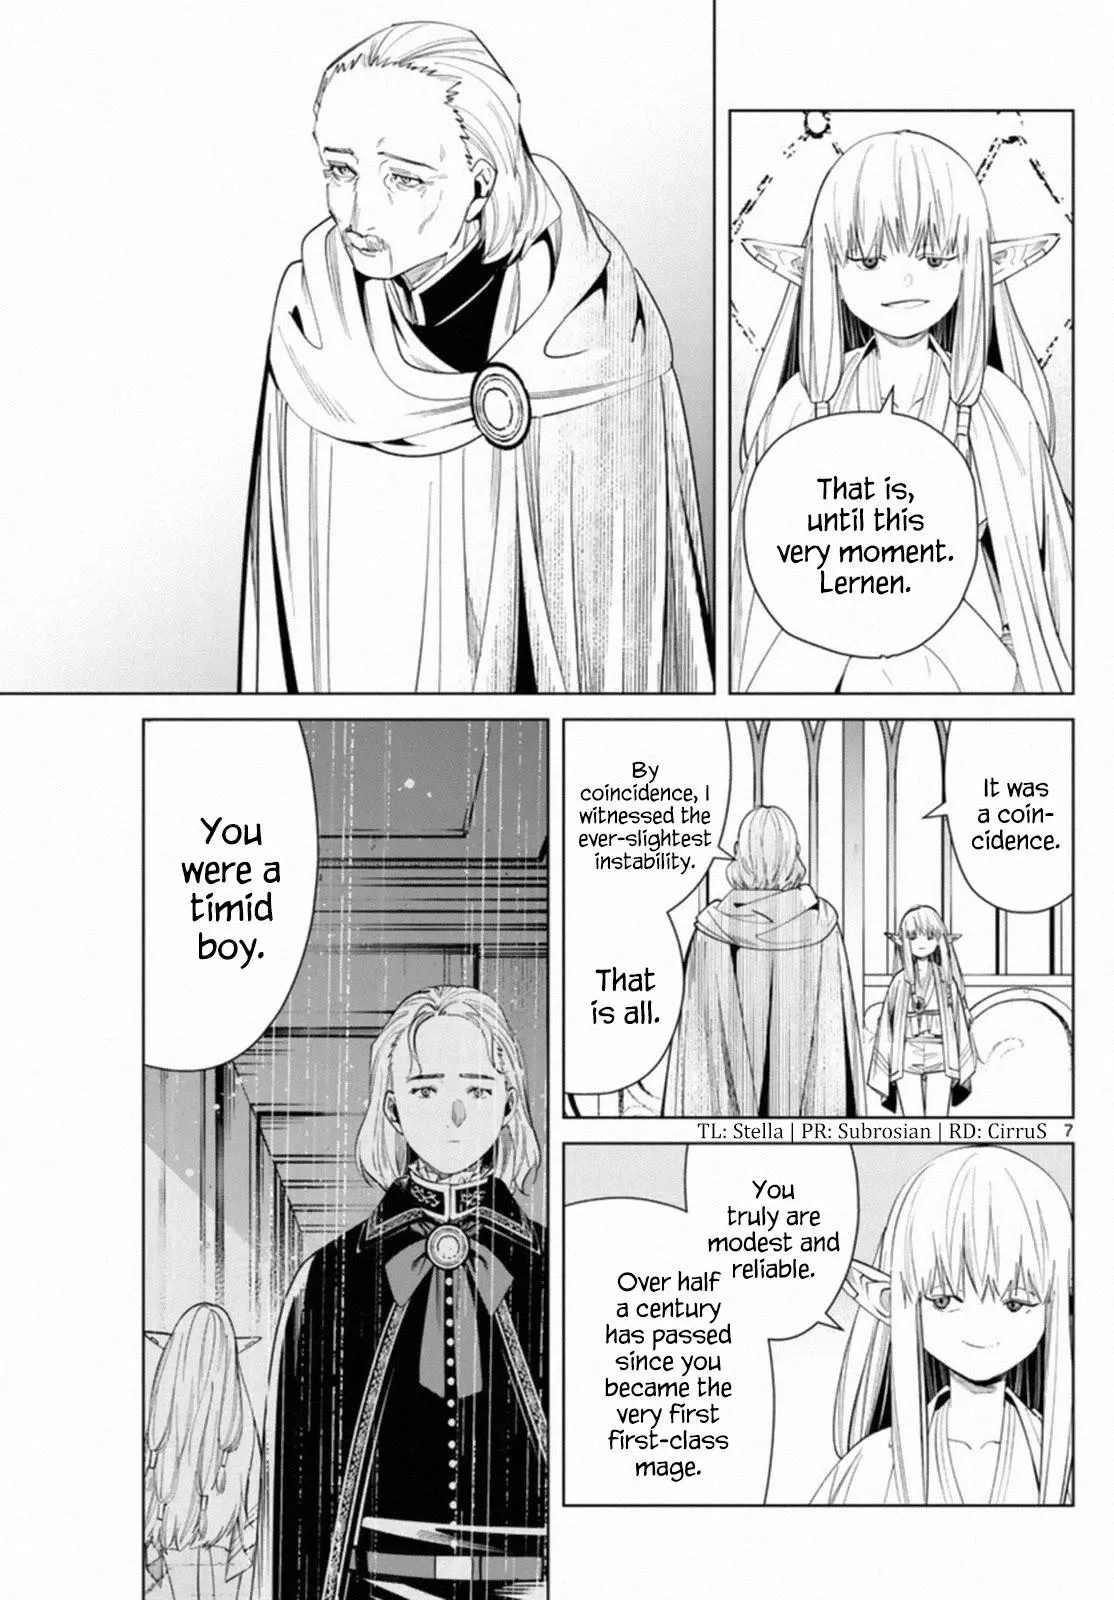 That is,
until this
very moment.
Lernen.
It was
a coin-
cidence.
By
coincidence, I
witnessed the
ever-slightest
instability.
That
is all.
TL: Stella | PR: Subrosian | RD: CirruS 7
You
truly are
modest and
reliable.
Over half
a century
has passed
since you
became the
very first
first-class
mage.
You
were a
timid
boy.